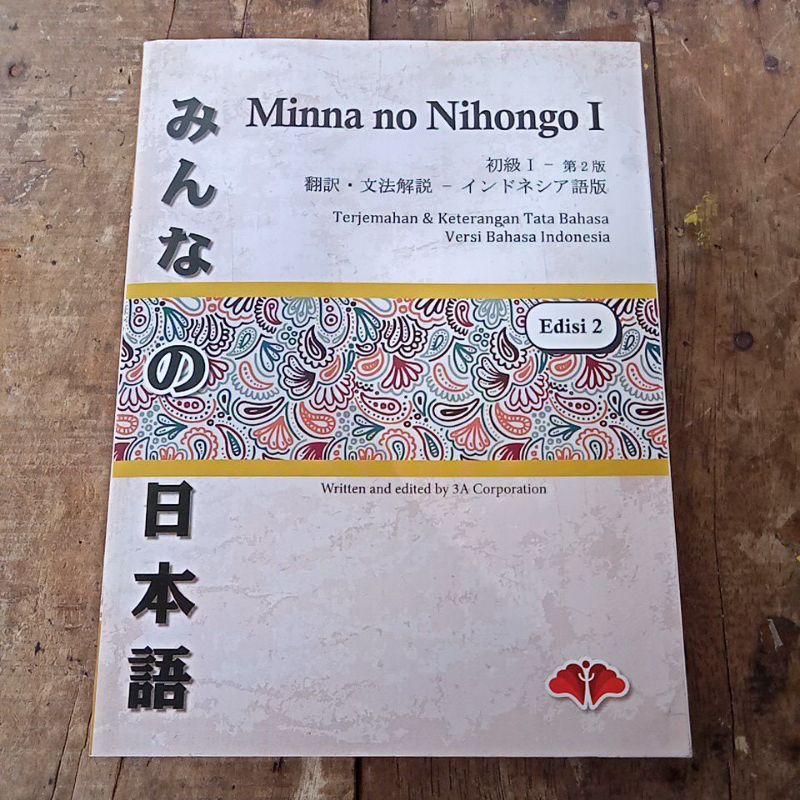 みんなの日本語
Minna no Nihongo I
初級 I － 第2版
翻訳・文法解説 － インドネシア語版
Terjemahan & Keterangan Tata Bahasa
Versi Bahasa Indonesia
Edisi 2
Written and edited by 3A Corporation